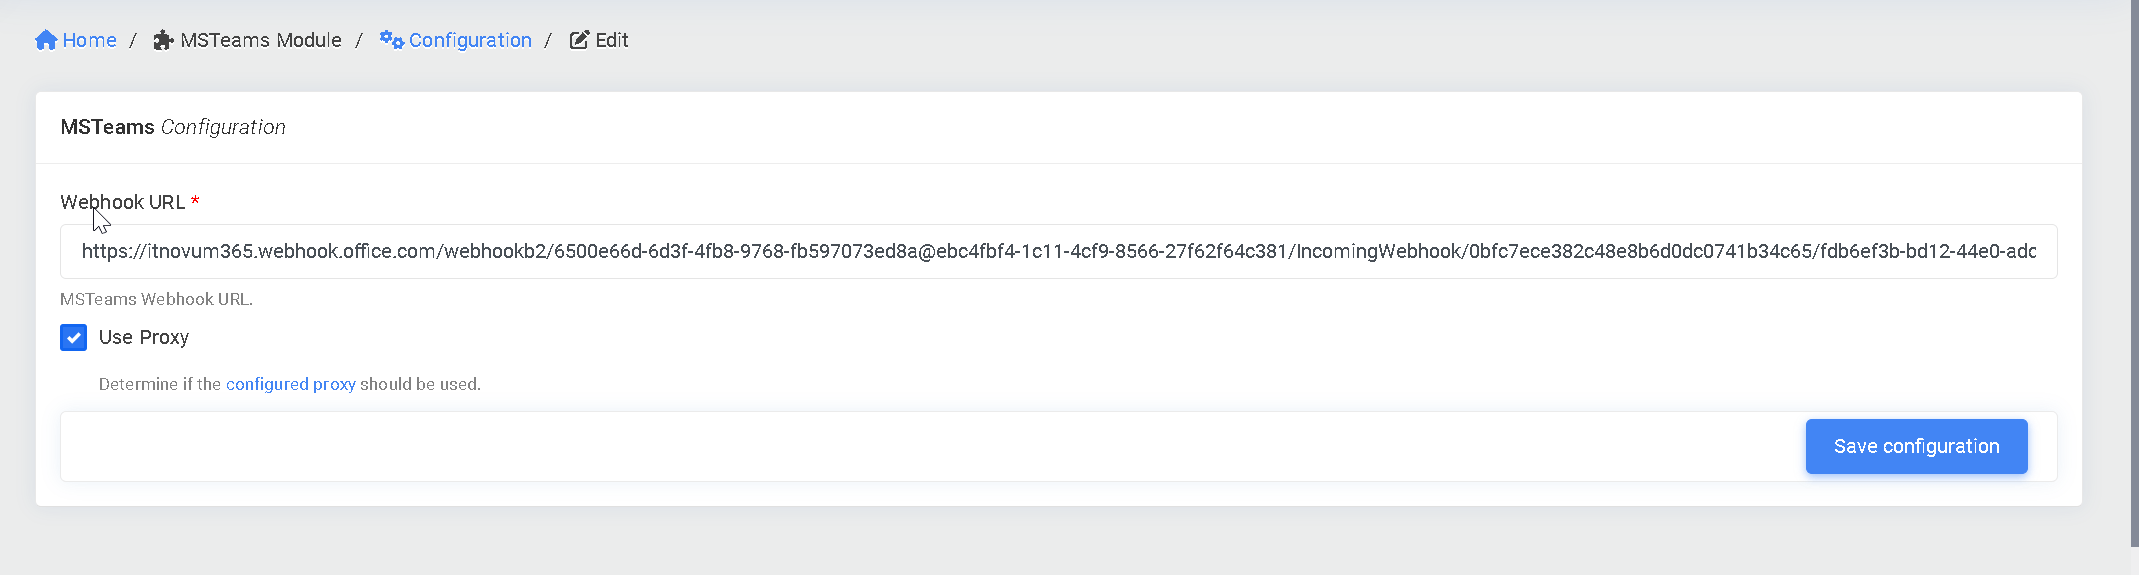 Home / MSTeams Module / Configuration / Edit
MSTeams Configuration
Webhook URL *
https://itnovum365.webhook.office.com/webhookb2/6500e66d-6d3f-4fb8-9768-fb597073ed8a@ebc4fbf4-1c11-4cf9-8566-27f62f64c381/IncomingWebhook/0bfc7ece382c48e8b6d0dc0741b34c65/fdb6ef3b-bd12-44e0-adc
MSTeams Webhook URL.
Use Proxy
Determine if the configured proxy should be used.
Save configuration